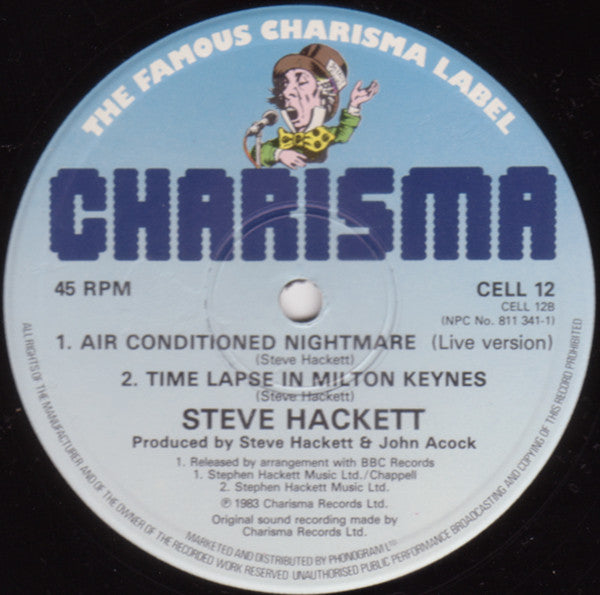 THE FAMOUS CHARISMA LABEL
CHARISMA
45 RPM
CELL 12
CELL 12B
(NPC No. 811 341-1)
1. AIR CONDITIONED NIGHTMARE (Live version)
(Steve Hackett)
2. TIME LAPSE IN MILTON KEYNES
(Steve Hackett)
STEVE HACKETT
Produced by Steve Hackett & John Acock
1. Released by arrangement with BBC Records
1. Stephen Hackett Music Ltd./Chappell
2. Stephen Hackett Music Ltd.
℗ 1983 Charisma Records Ltd.
Original sound recording made by
Charisma Records Ltd.
MARKETED AND DISTRIBUTED BY PHONOGRAM LTD
ALL RIGHTS OF THE MANUFACTURER AND OF THE OWNER OF THE RECORDED WORK RESERVED UNAUTHORISED PUBLIC PERFORMANCE BROADCASTING AND COPYING OF THIS RECORD PROHIBITED